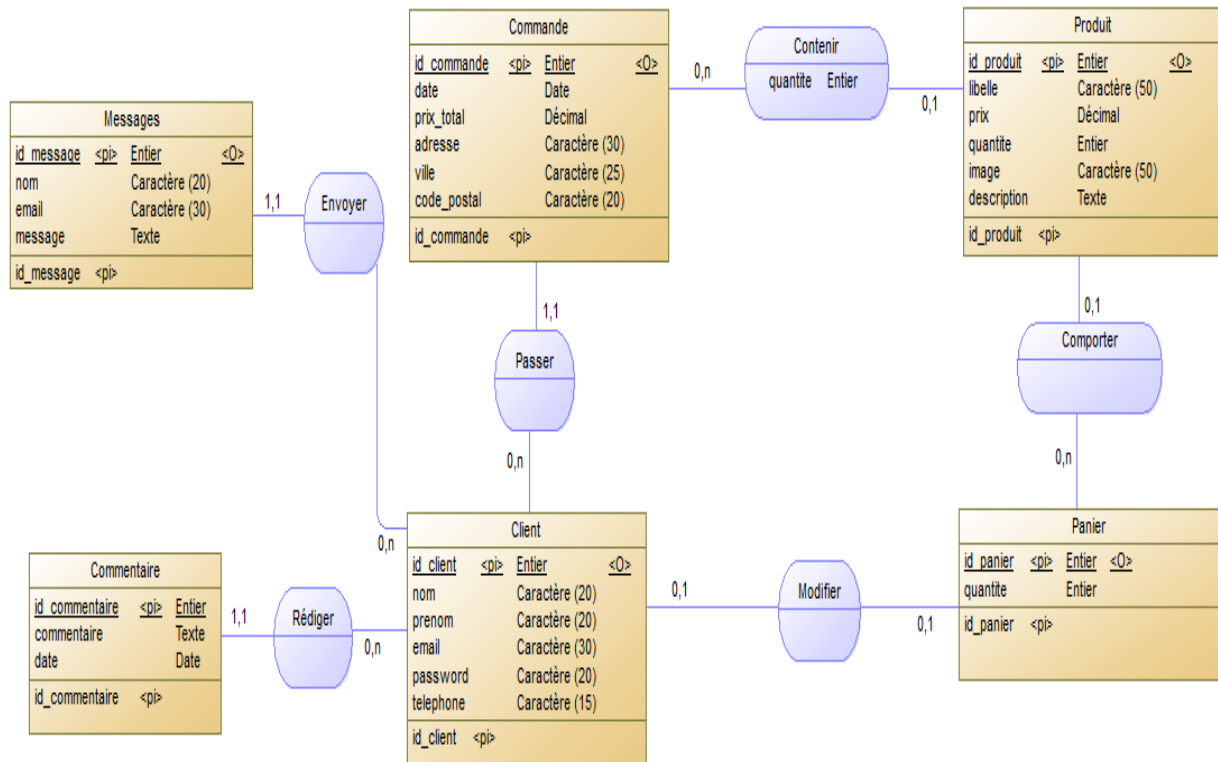 Commande
id_commande <pi> Entier <O>
date Date
prix_total Décimal
adresse Caractère (30)
ville Caractère (25)
code_postal Caractère (20)
id_commande <pi>
0,n
Contenir
quantite Entier
0,1
Produit
id_produit <pi> Entier <O>
libelle Caractère (50)
prix Décimal
quantite Entier
image Caractère (50)
description Texte
id_produit <pi>
Messages
id_message <pi> Entier <O>
nom Caractère (20)
email Caractère (30)
message Texte
id_message <pi>
1,1
Envoyer
0,n
1,1
Passer
0,n
0,1
Comporter
0,n
Commentaire
id_commentaire <pi> Entier
commentaire Texte
date Date
id_commentaire <pi>
1,1
Rédiger
0,n
Client
id_client <pi> Entier <O>
nom Caractère (20)
prenom Caractère (20)
email Caractère (30)
password Caractère (20)
telephone Caractère (15)
id_client <pi>
0,1
Modifier
0,1
Panier
id_panier <pi> Entier <O>
quantite Entier
id_panier <pi>